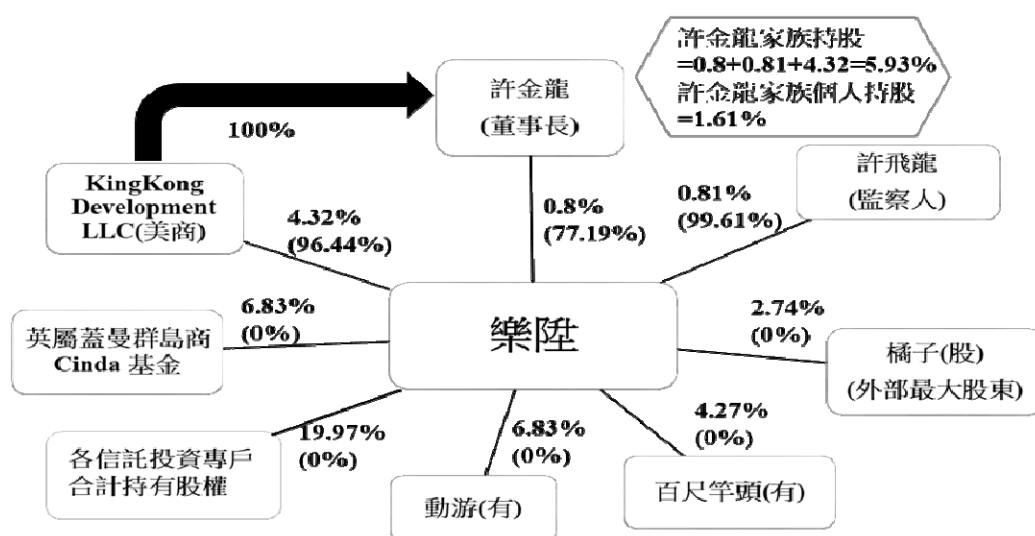 許金龍家族持股
=0.8+0.81+4.32=5.93%
許金龍家族個人持股
=1.61%
許金龍
(董事長)
100%
KingKong
Development
LLC(美商)
許飛龍
(監察人)
4.32%
(96.44%)
0.8%
(77.19%)
0.81%
(99.61%)
樂陞
6.83%
(0%)
英屬蓋曼群島商
Cinda 基金
2.74%
(0%)
橘子(股)
(外部最大股東)
19.97%
(0%)
各信託投資專戶
合計持有股權
6.83%
(0%)
動游(有)
4.27%
(0%)
百尺竿頭(有)